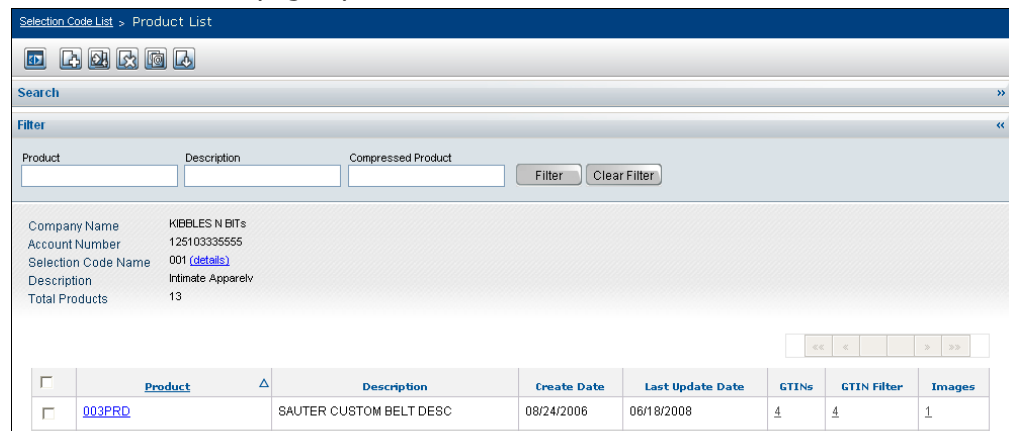 Selection Code List > Product List
Search »
Filter «
Product Description Compressed Product
Filter Clear Filter
Company Name KIBBLES N BITs
Account Number 125103335555
Selection Code Name 001 (details)
Description Intimate Apparelv
Total Products 13
<< < > >>
Product Description Create Date Last Update Date GTINs GTIN Filter Images
003PRD SAUTER CUSTOM BELT DESC 08/24/2006 06/18/2008 4 4 1